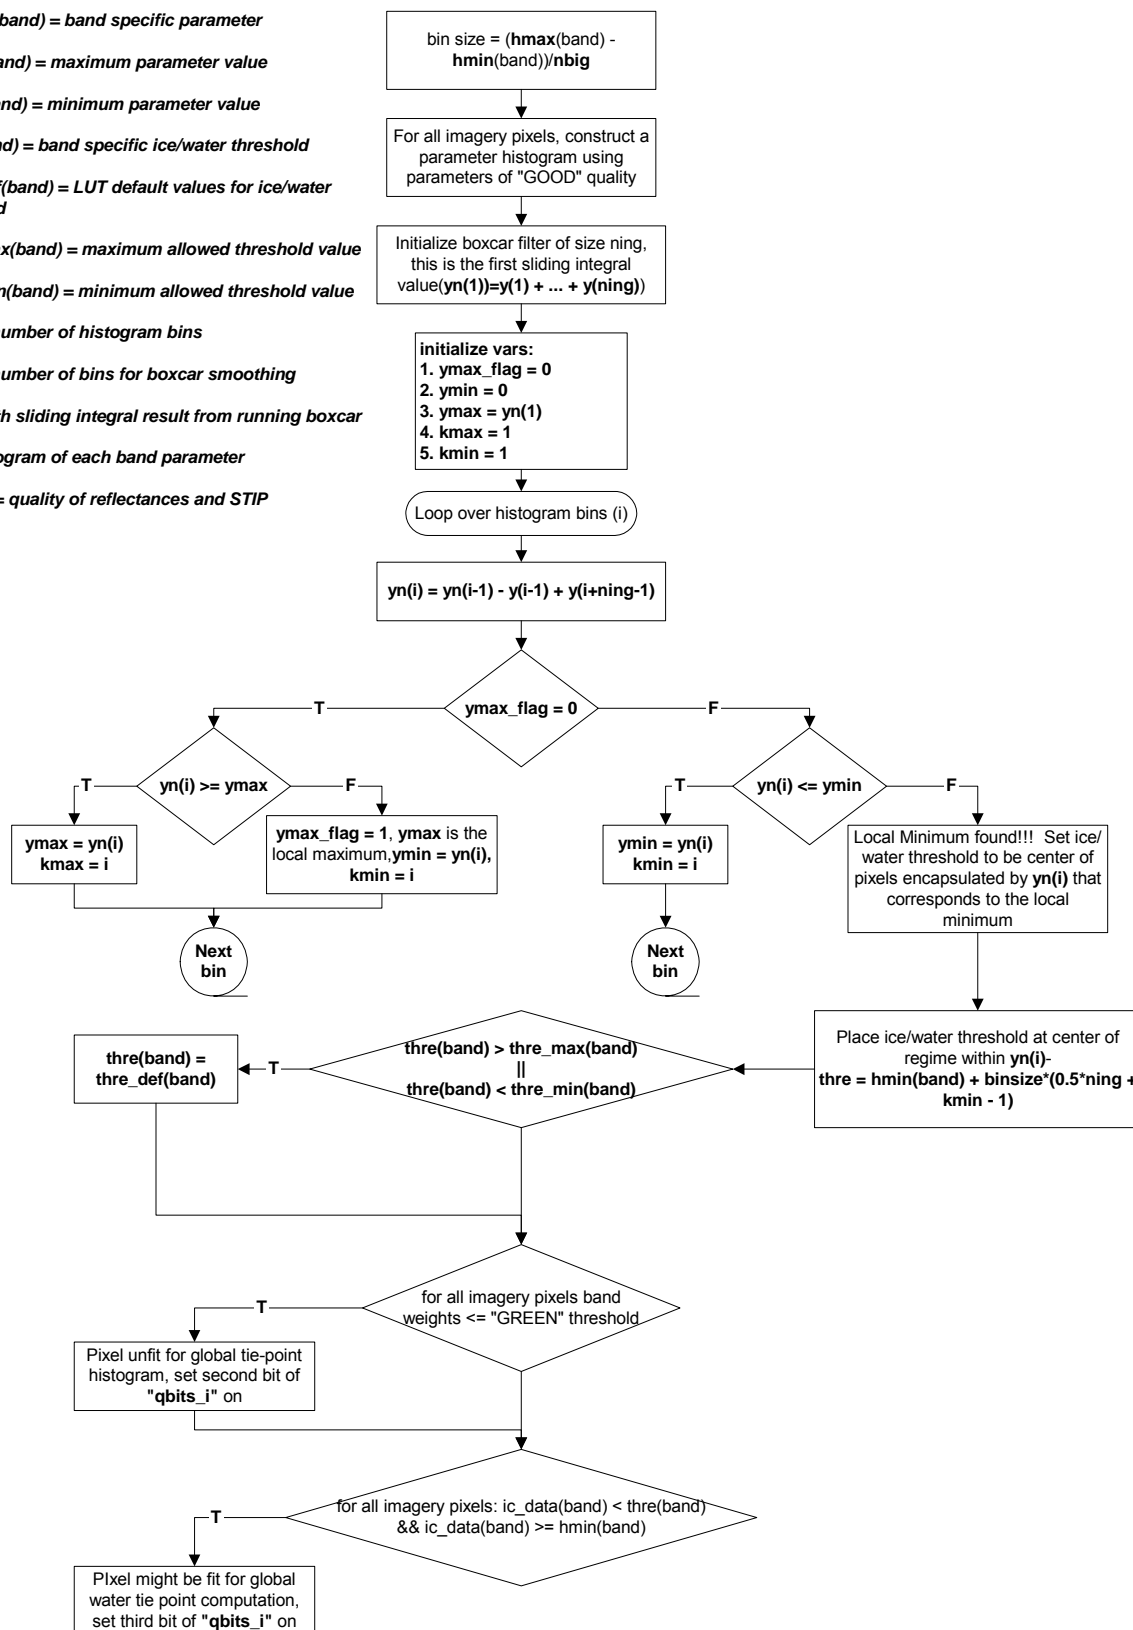 band) = band specific parameter
and) = maximum parameter value
nd) = minimum parameter value
nd) = band specific ice/water threshold
f(band) = LUT default values for ice/water
d
x(band) = maximum allowed threshold value
n(band) = minimum allowed threshold value
umber of histogram bins
umber of bins for boxcar smoothing
th sliding integral result from running boxcar
ogram of each band parameter
= quality of reflectances and STIP
bin size = (hmax(band) -
hmin(band))/nbig
For all imagery pixels, construct a
parameter histogram using
parameters of "GOOD" quality
Initialize boxcar filter of size ning,
this is the first sliding integral
value(yn(1))=y(1) + ... + y(ning))
initialize vars:
1. ymax_flag = 0
2. ymin = 0
3. ymax = yn(1)
4. kmax = 1
5. kmin = 1
Loop over histogram bins (i)
yn(i) = yn(i-1) - y(i-1) + y(i+ning-1)
ymax_flag = 0
T
F
yn(i) >= ymax
T
F
yn(i) <= ymin
T
F
ymax = yn(i)
kmax = i
ymax_flag = 1, ymax is the
local maximum,ymin = yn(i),
kmin = i
ymin = yn(i)
kmin = i
Local Minimum found!!! Set ice/
water threshold to be center of
pixels encapsulated by yn(i) that
corresponds to the local
minimum
Next
bin
Next
bin
Place ice/water threshold at center of
regime within yn(i)-
thre = hmin(band) + binsize*(0.5*ning +
kmin - 1)
thre(band) > thre_max(band)
||
thre(band) < thre_min(band)
T
thre(band) =
thre_def(band)
for all imagery pixels band
weights <= "GREEN" threshold
T
Pixel unfit for global tie-point
histogram, set second bit of
"qbits_i" on
for all imagery pixels: ic_data(band) < thre(band)
&& ic_data(band) >= hmin(band)
T
PIxel might be fit for global
water tie point computation,
set third bit of "qbits_i" on